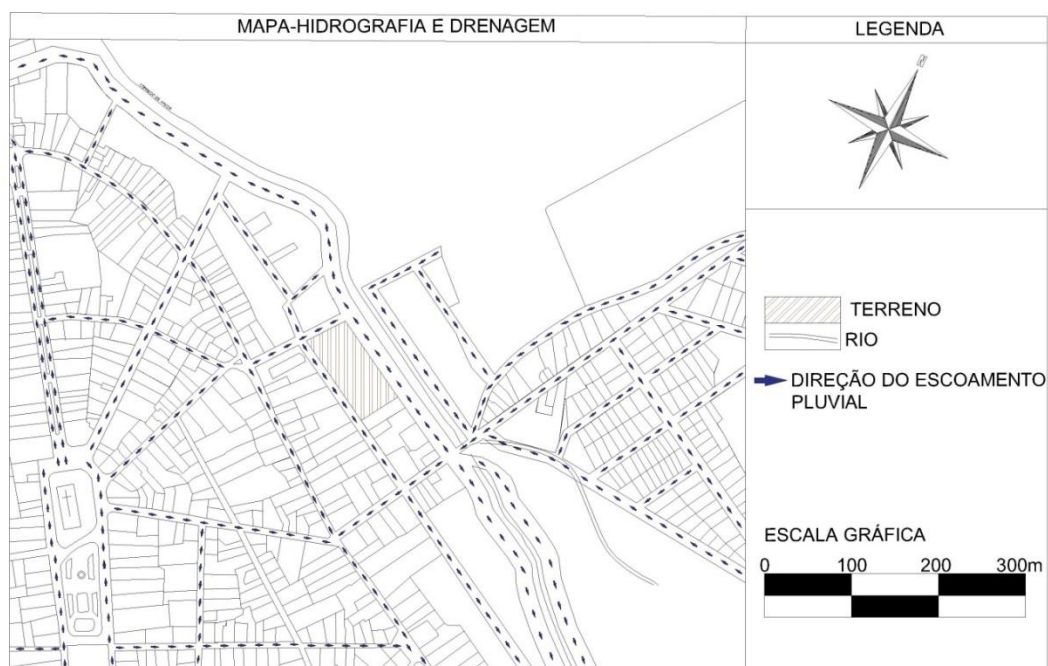 MAPA-HIDROGRAFIA E DRENAGEM
LEGENDA
N
TERRENO
RIO
DIREÇÃO DO ESCOAMENTO
PLUVIAL
ESCALA GRÁFICA
0 100 200 300m